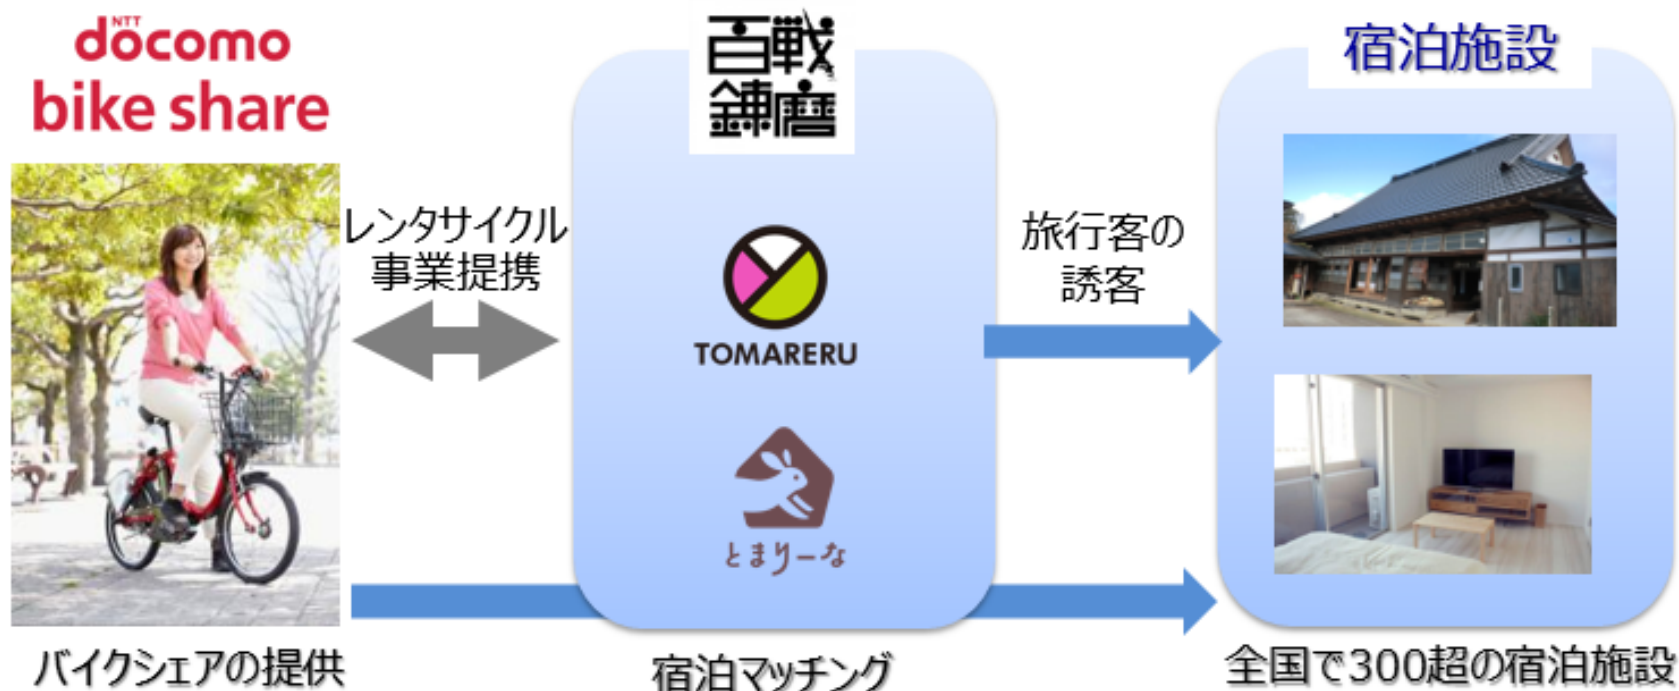 NTT
döcomo
bike share
百戦
錬磨
宿泊施設
レンタサイクル
事業提携
旅行客の
誘客
TOMARERU
とまりーな
バイクシェアの提供
宿泊マッチング
全国で300超の宿泊施設